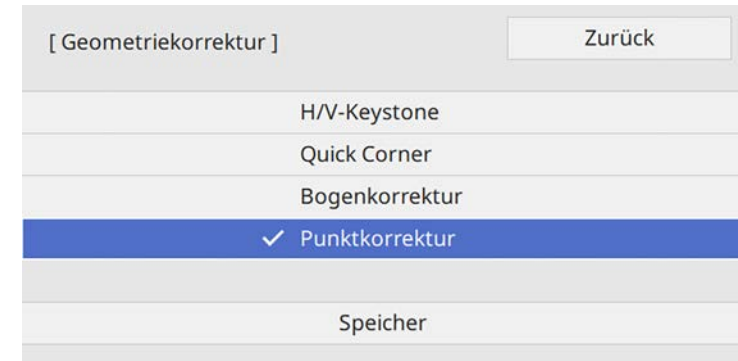 [ Geometriekorrektur ]
Zurück
H/V-Keystone
Quick Corner
Bogenkorrektur
Punktkorrektur
Speicher